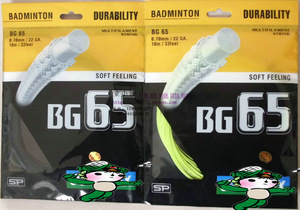 BADMINTON DURABILITY
BG 65 MULTIFILAMENT STRING
0.70mm / 22 GA.
10m / 33feet
SOFT FEELING
BG65
SP
BADMINTON DURABILITY
BG 65 MULTIFILAMENT STRING
0.70mm / 22 GA.
10m / 33feet
SOFT FEELING
BG65
SP